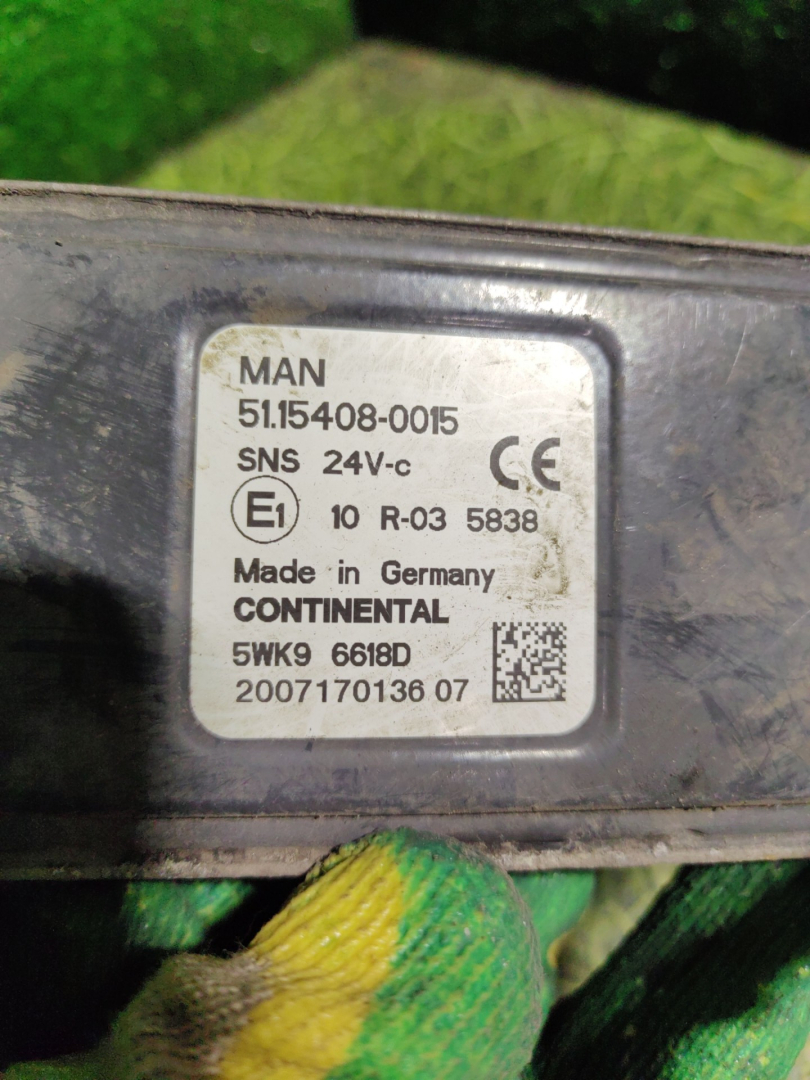 MAN
51.15408-0015
SNS 24V-c
CE
E1 10 R-03 5838
Made in Germany
CONTINENTAL
5WK9 6618D
2007170136 07